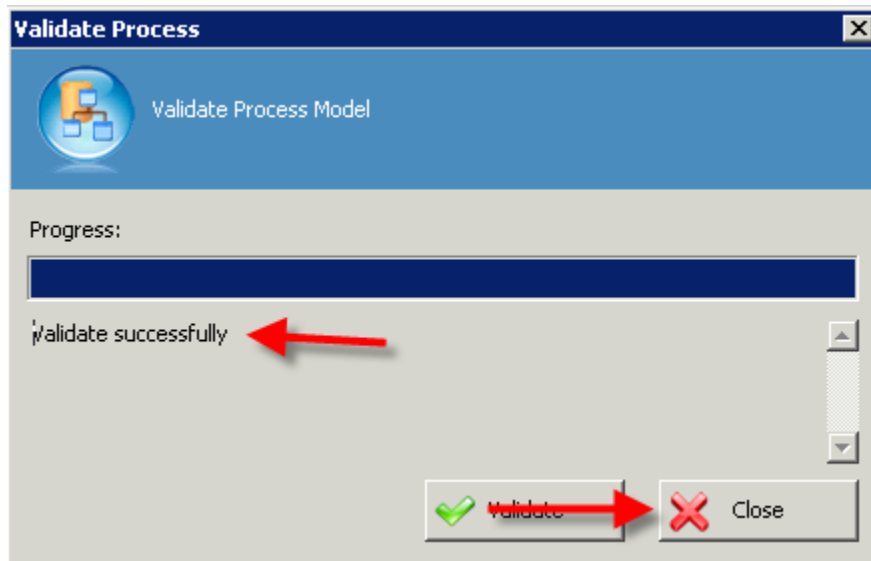 Validate Process
Validate Process Model
Progress:
Validate successfully
Validate
Close